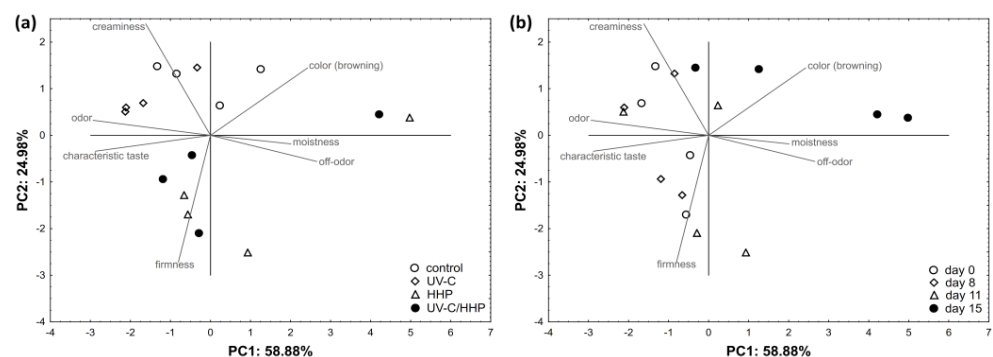 (a)
creaminess
color (browning)
odor
characteristic taste
moistness
off-odor
firmness
PC2: 24.98%
2
1
0
-1
-2
-3
-4
control
UV-C
HHP
UV-C/HHP
-4 -3 -2 -1 0 1 2 3 4 5 6 7
PC1: 58.88%
(b)
creaminess
color (browning)
odor
characteristic taste
moistness
off-odor
firmness
PC2: 24.98%
2
1
0
-1
-2
-3
-4
day 0
day 8
day 11
day 15
-4 -3 -2 -1 0 1 2 3 4 5 6 7
PC1: 58.88%